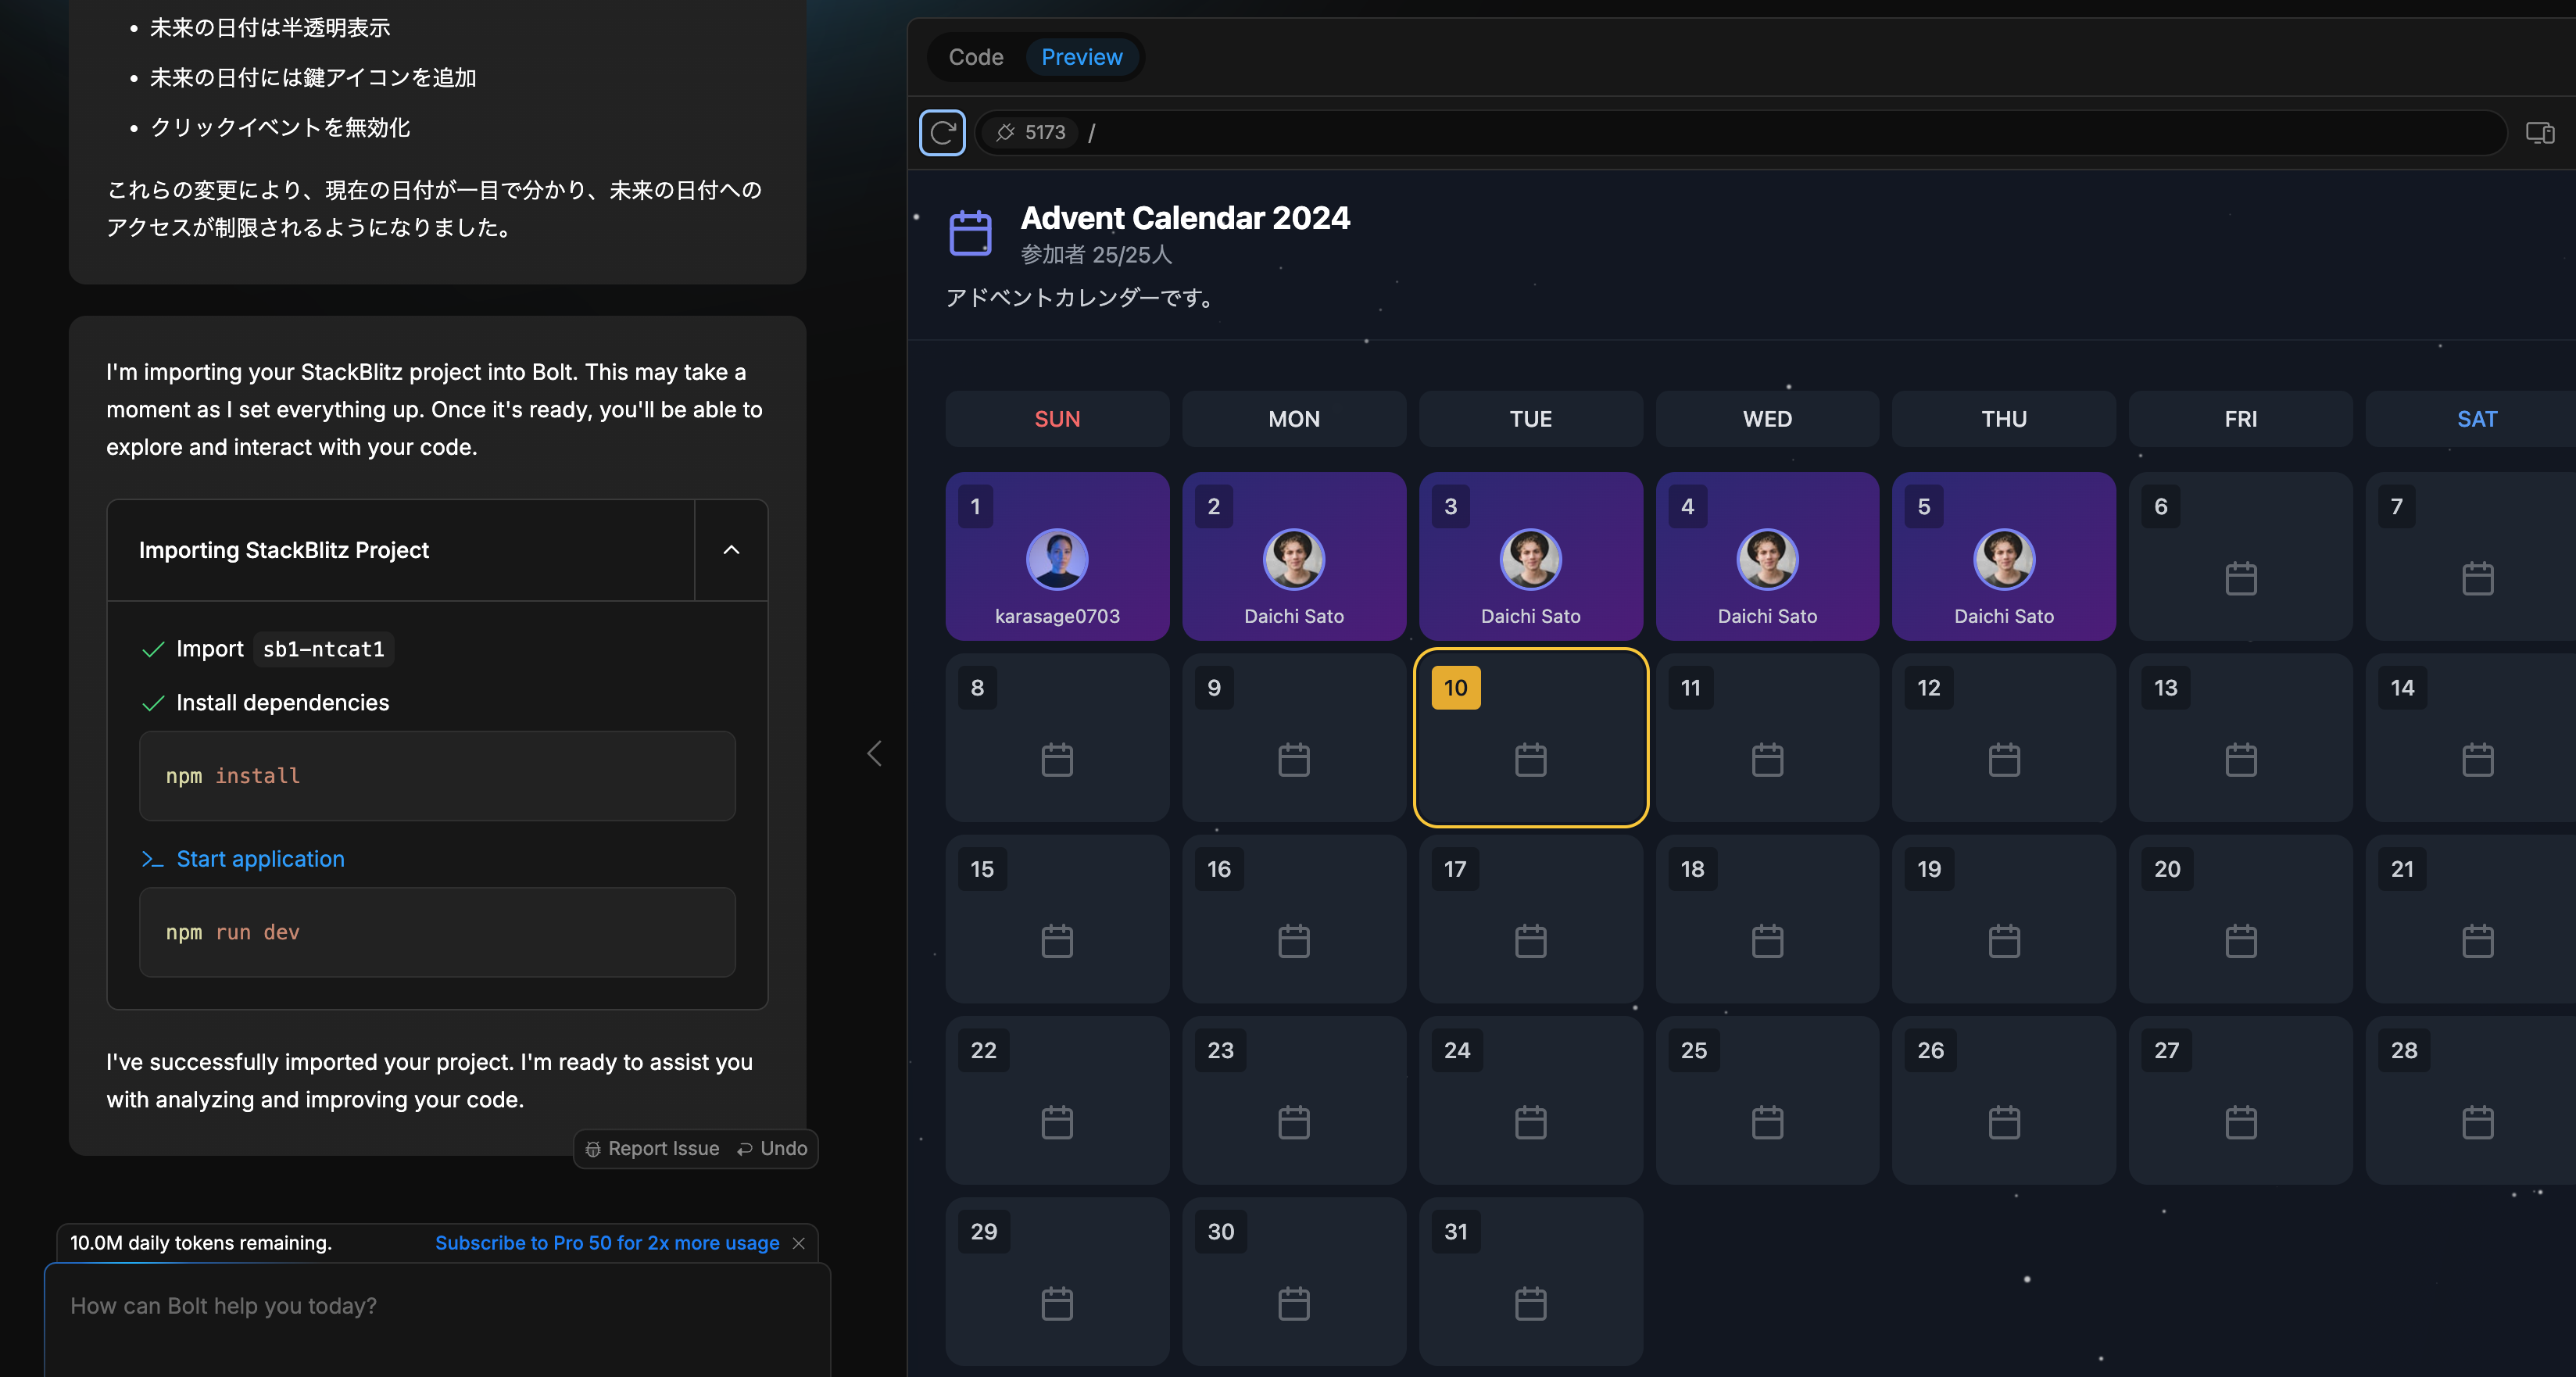 未来の日付は半透明表示
未来の日付には鍵アイコンを追加
クリックイベントを無効化
これらの変更により、現在の日付が一目で分かり、未来の日付への
アクセスが制限されるようになりました。
I'm importing your StackBlitz project into Bolt. This may take a
moment as I set everything up. Once it's ready, you'll be able to
explore and interact with your code.
Importing StackBlitz Project
Import sb1-ntcat1
Install dependencies
npm install
Start application
npm run dev
I've successfully imported your project. I'm ready to assist you
with analyzing and improving your code.
Report Issue Undo
10.0M daily tokens remaining. Subscribe to Pro 50 for 2x more usage
How can Bolt help you today?
Code Preview
5173 /
Advent Calendar 2024
参加者 25/25人
アドベントカレンダーです。
SUN MON TUE WED THU FRI SAT
1 2 3 4 5 6 7
karasage0703 Daichi Sato Daichi Sato Daichi Sato Daichi Sato
8 9 10 11 12 13 14
15 16 17 18 19 20 21
22 23 24 25 26 27 28
29 30 31